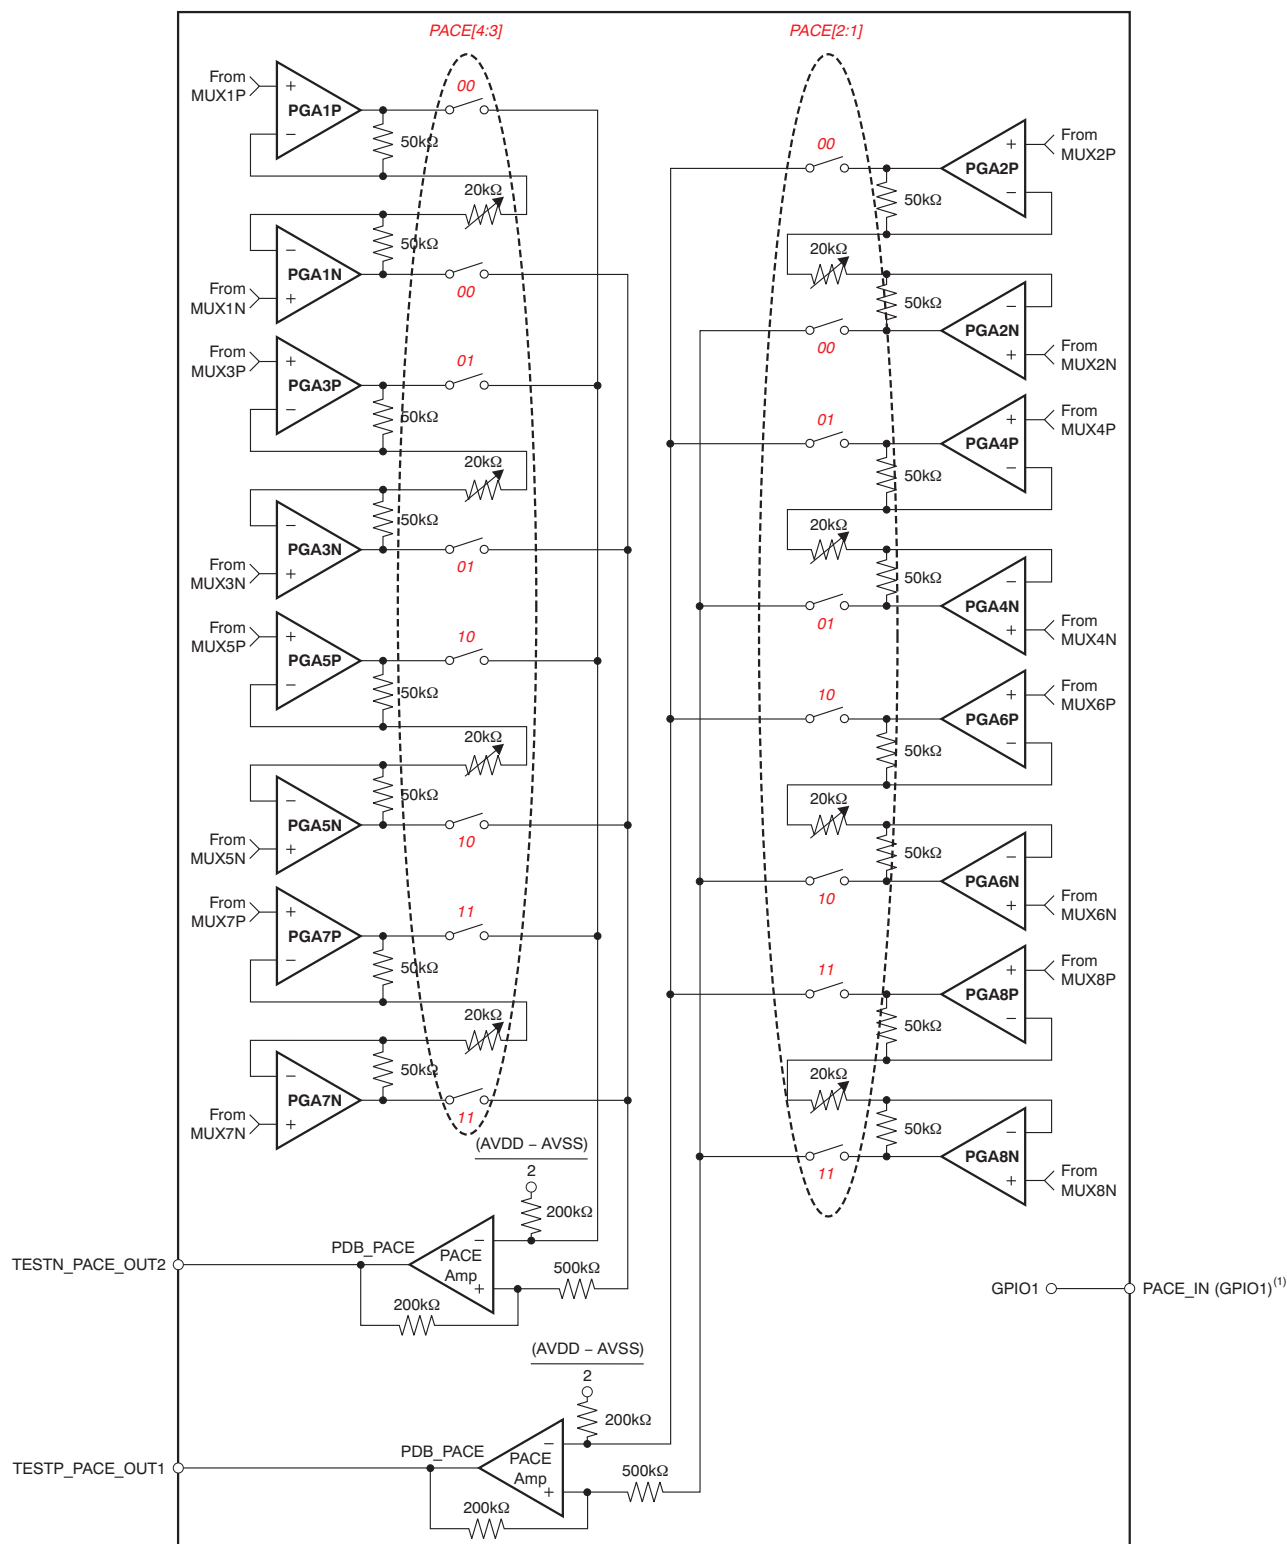 PACE[4:3]
PACE[2:1]
From
MUX1P
+
−
PGA1P
00
50kΩ
20kΩ
50kΩ
−
+
PGA1N
From
MUX1N
00
From
MUX3P
+
−
PGA3P
01
50kΩ
20kΩ
50kΩ
−
+
PGA3N
From
MUX3N
01
From
MUX5P
+
−
PGA5P
10
50kΩ
20kΩ
50kΩ
−
+
PGA5N
From
MUX5N
10
From
MUX7P
+
−
PGA7P
11
50kΩ
20kΩ
50kΩ
−
+
PGA7N
From
MUX7N
11
00
PGA2P
+
−
From
MUX2P
50kΩ
20kΩ
50kΩ
00
PGA2N
−
+
From
MUX2N
01
PGA4P
+
−
From
MUX4P
50kΩ
20kΩ
50kΩ
01
PGA4N
−
+
From
MUX4N
10
PGA6P
+
−
From
MUX6P
50kΩ
20kΩ
50kΩ
10
PGA6N
−
+
From
MUX6N
11
PGA8P
+
−
From
MUX8P
50kΩ
20kΩ
50kΩ
11
PGA8N
−
+
From
MUX8N
(AVDD − AVSS)
2
200kΩ
TESTN_PACE_OUT2
PDB_PACE
PACE
Amp
−
+
500kΩ
200kΩ
GPIO1
PACE_IN (GPIO1)(1)
(AVDD − AVSS)
2
200kΩ
TESTP_PACE_OUT1
PDB_PACE
PACE
Amp
−
+
500kΩ
200kΩ